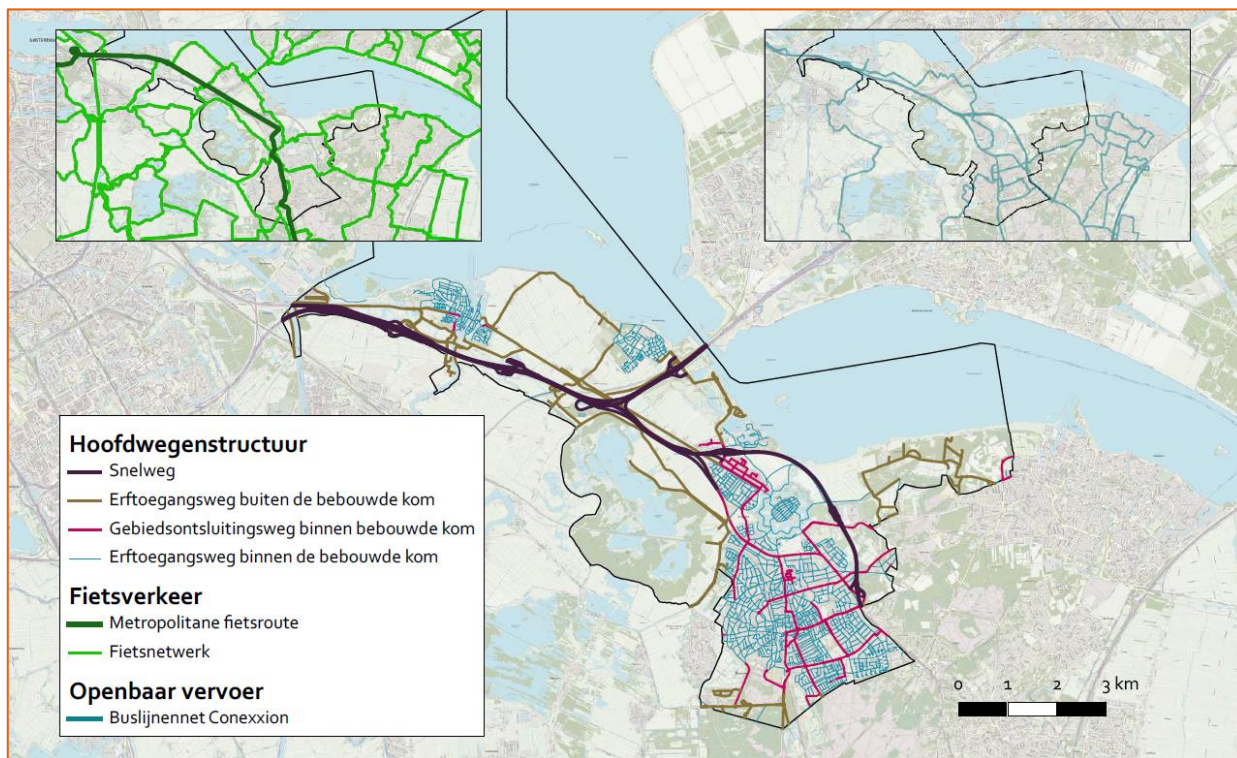 Hoofdwegenstructuur
Snelweg
Erftoegangsweg buiten de bebouwde kom
Gebiedsontsluitingsweg binnen bebouwde kom
Erftoegangsweg binnen de bebouwde kom
Fietsverkeer
Metropolitane fietsroute
Fietsnetwerk
Openbaar vervoer
Buslijnennet Conexxion
0 1 2 3 km